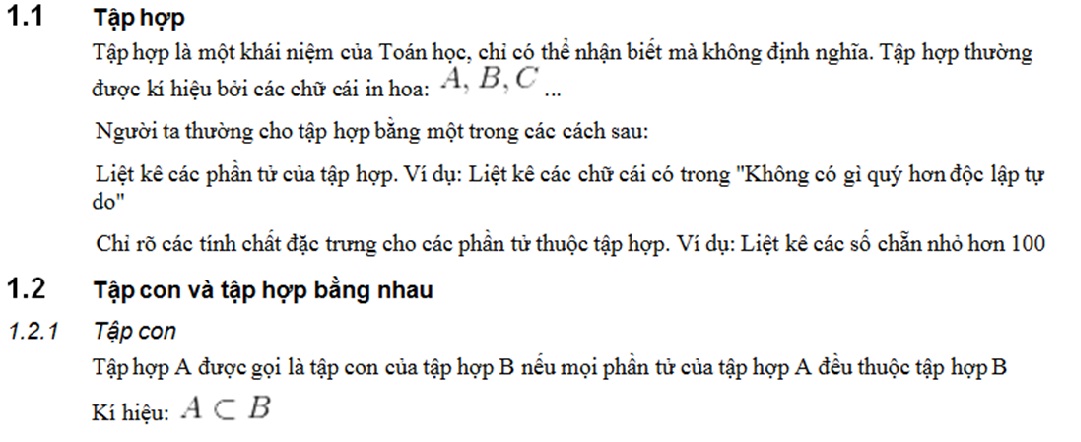 1.1 Tập hợp
Tập hợp là một khái niệm của Toán học, chỉ có thể nhận biết mà không định nghĩa. Tập hợp thường
được kí hiệu bởi các chữ cái in hoa: A, B, C ...
Người ta thường cho tập hợp bằng một trong các cách sau:
Liệt kê các phần tử của tập hợp. Ví dụ: Liệt kê các chữ cái có trong "Không có gì quý hơn độc lập tự
do"
Chỉ rõ các tính chất đặc trưng cho các phần tử thuộc tập hợp. Ví dụ: Liệt kê các số chẵn nhỏ hơn 100
1.2 Tập con và tập hợp bằng nhau
1.2.1 Tập con
Tập hợp A được gọi là tập con của tập hợp B nếu mọi phần tử của tập hợp A đều thuộc tập hợp B
Kí hiệu: A ⊂ B